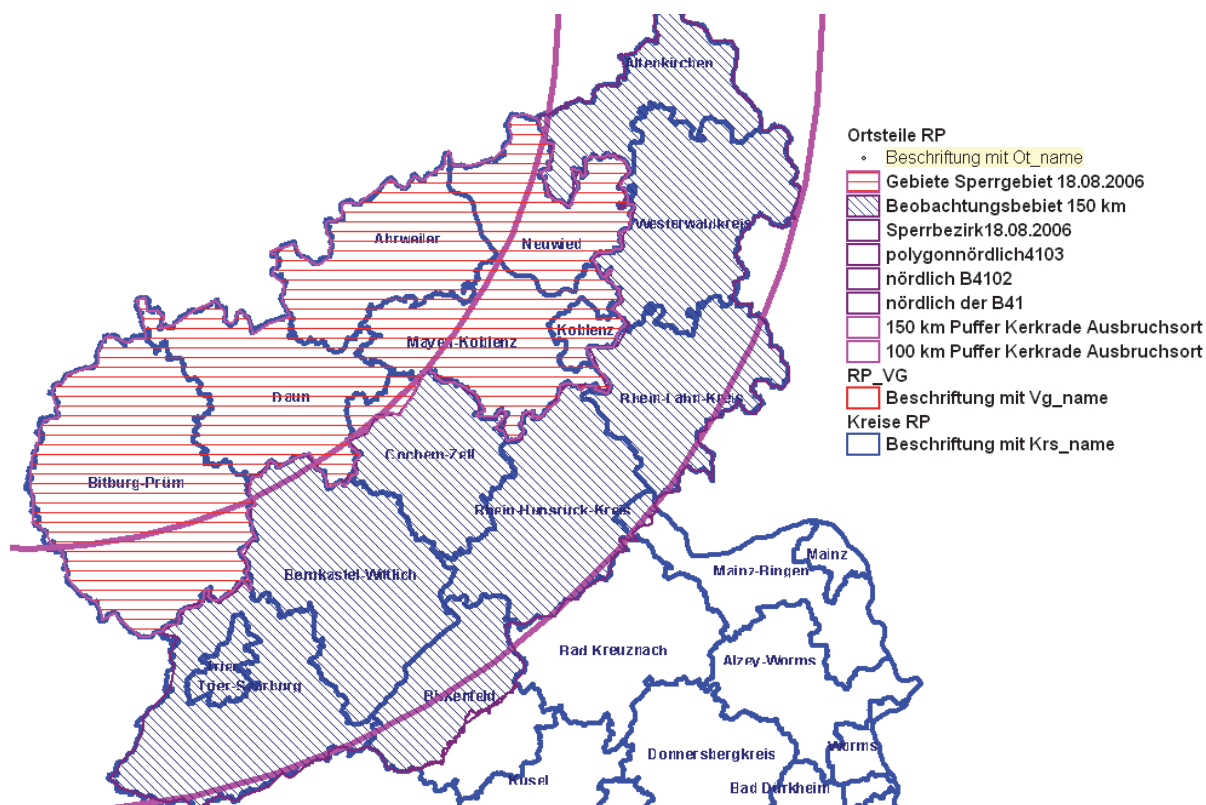 Altenkirchen
Ortsteile RP
Beschriftung mit Ot_name
Gebiete Sperrgebiet 18.08.2006
Beobachtungsbebiet 150 km
Westerwaldkreis
Sperrbezirk18.08.2006
Ahrweiler
Neuwied
polygonnördlich4103
nördlich B4102
nördlich der B41
Koblenz
150 km Puffer Kerkrade Ausbruchsort
Mayen-Koblenz
100 km Puffer Kerkrade Ausbruchsort
RP_VG
Daun
Rhein-Lahn-Kreis
Beschriftung mit Vg_name
Kreise RP
Beschriftung mit Krs_name
Cochem-Zell
Bitburg-Prüm
Rhein-Hunsrück-Kreis
Mainz
Mainz-Bingen
Bernkastel-Wittlich
Bad Kreuznach
Alzey-Worms
Trier
Trier-Saarburg
Birkenfeld
Worms
Donnersbergkreis
Kusel
Bad Dürkheim